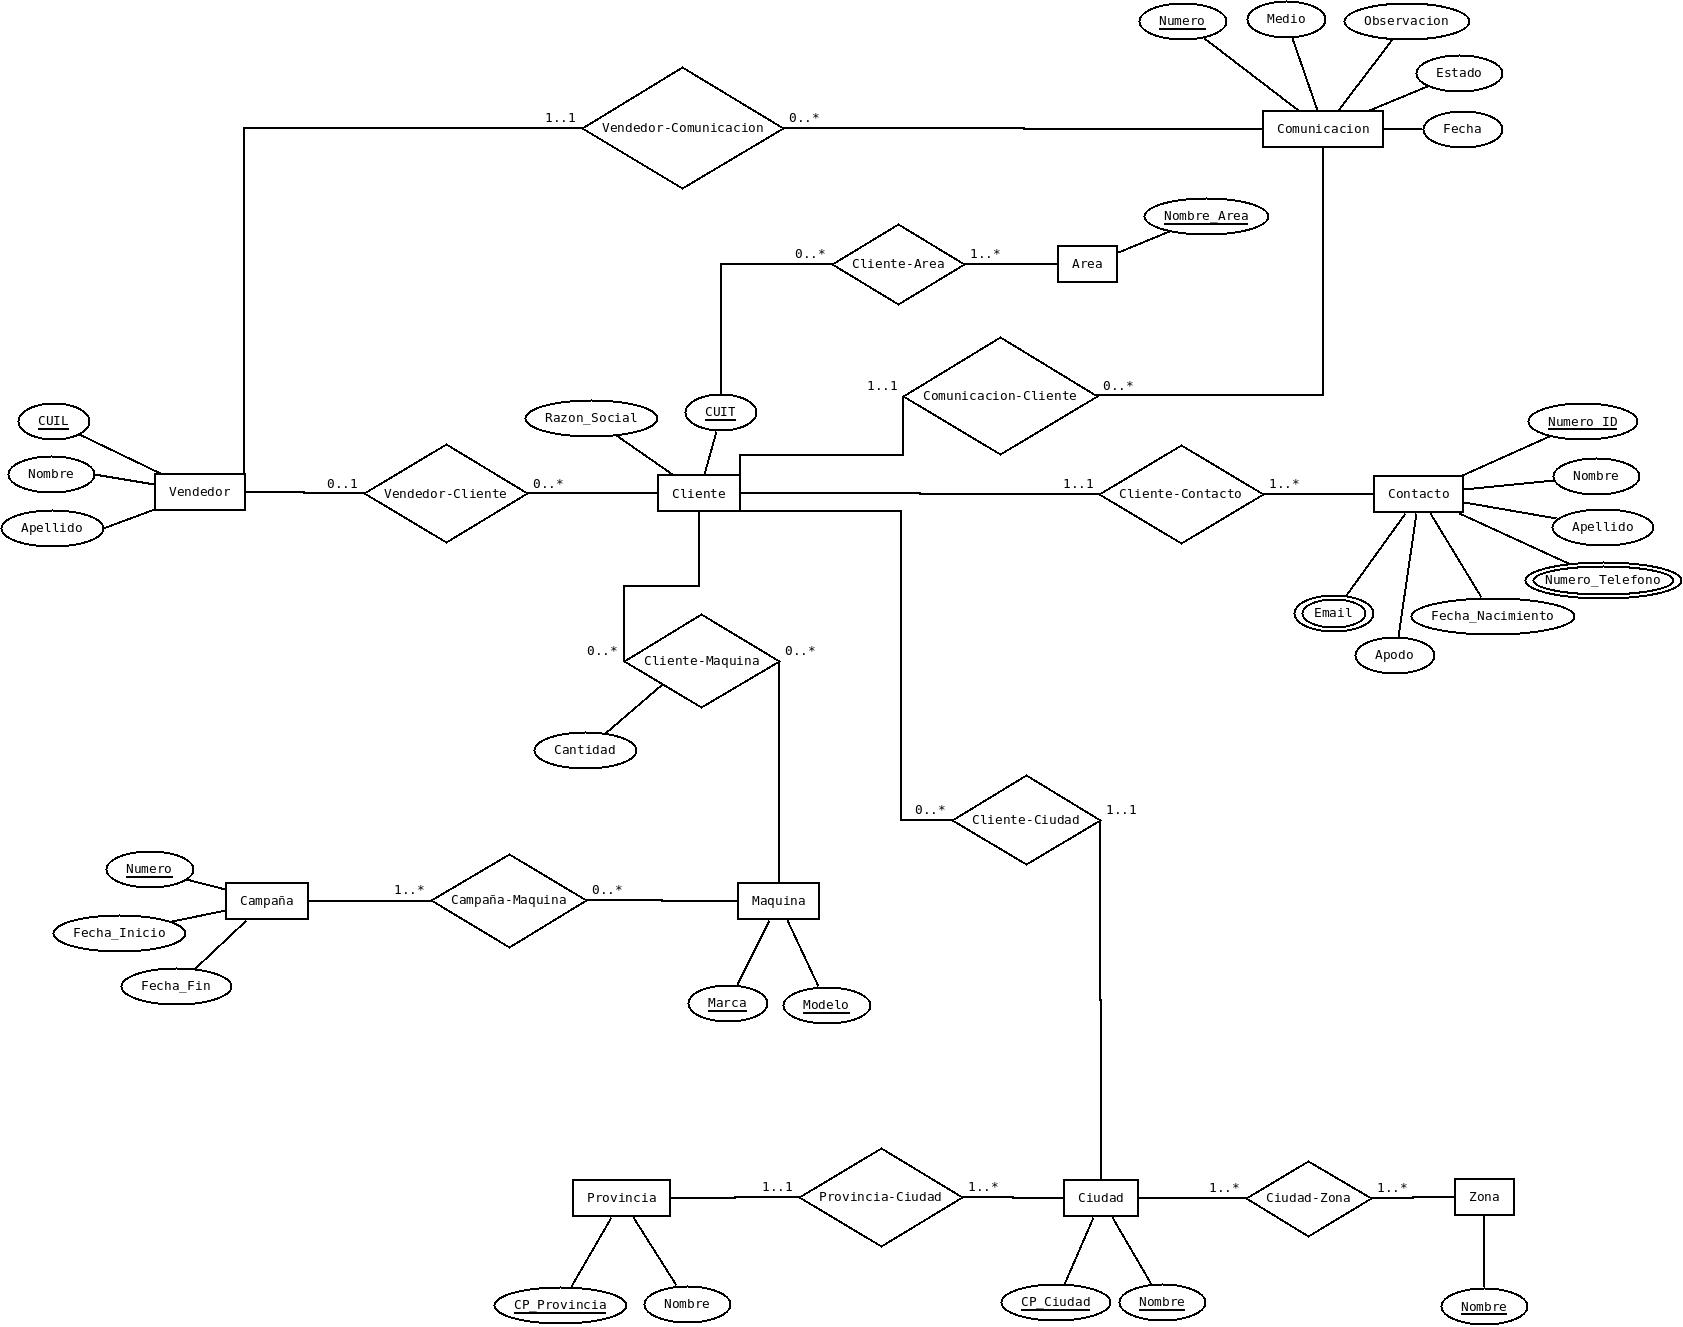 Numero
Medio
Observacion
Estado
1..1
Vendedor-Comunicacion
0..*
Comunicacion
Fecha
Nombre_Area
0..*
Cliente-Area
1..*
Area
1..1
Comunicacion-Cliente
0..*
CUIL
Razon_Social
CUIT
Numero_ID
Nombre
Vendedor
0..1
Vendedor-Cliente
0..*
Cliente
1..1
Cliente-Contacto
1..*
Contacto
Nombre
Apellido
Apellido
Numero_Telefono
Email
Fecha_Nacimiento
Apodo
0..*
Cliente-Maquina
0..*
Cantidad
0..*
Cliente-Ciudad
1..1
Numero
Campaña
1..*
Campaña-Maquina
0..*
Maquina
Fecha_Inicio
Fecha_Fin
Marca
Modelo
Provincia
1..1
Provincia-Ciudad
1..*
Ciudad
1..*
Ciudad-Zona
1..*
Zona
CP_Provincia
Nombre
CP_Ciudad
Nombre
Nombre